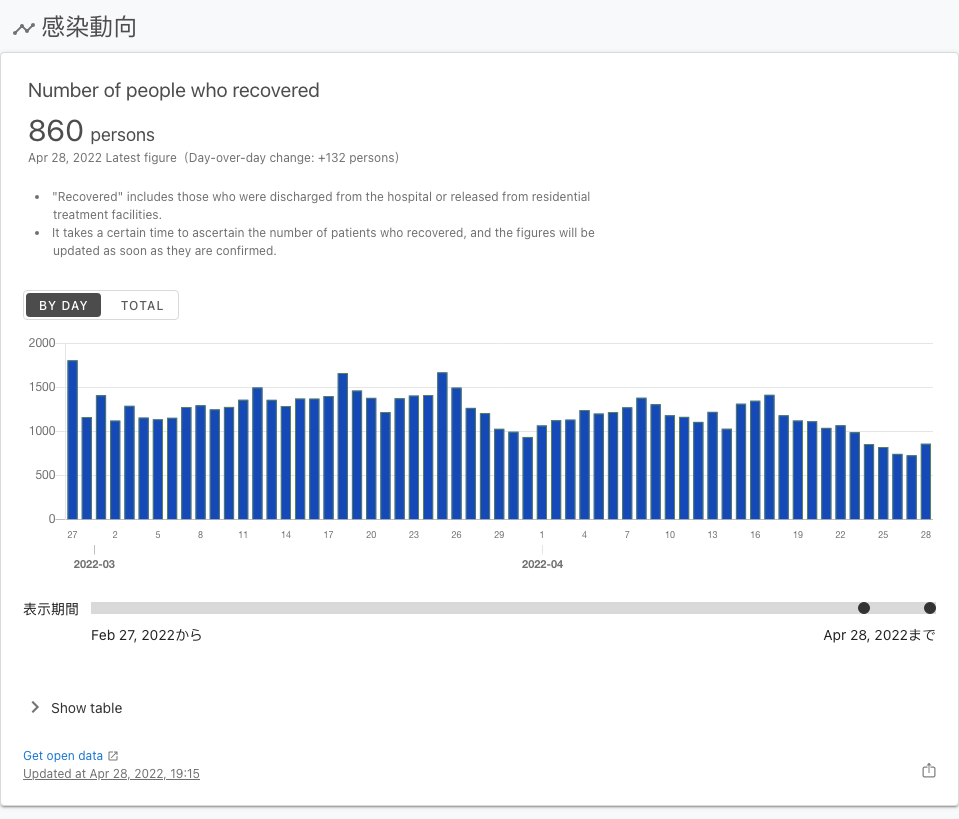 感染動向
Number of people who recovered
860 persons
Apr 28, 2022 Latest figure (Day-over-day change: +132 persons)
• "Recovered" includes those who were discharged from the hospital or released from residential
treatment facilities.
• It takes a certain time to ascertain the number of patients who recovered, and the figures will be
updated as soon as they are confirmed.
BY DAY TOTAL
2000
1500
1000
500
0
27 2 5 8 11 14 17 20 23 26 29 1 4 7 10 13 16 19 22 25 28
2022-03 2022-04
表示期間
Feb 27, 2022から Apr 28, 2022まで
Show table
Get open data
Updated at Apr 28, 2022, 19:15